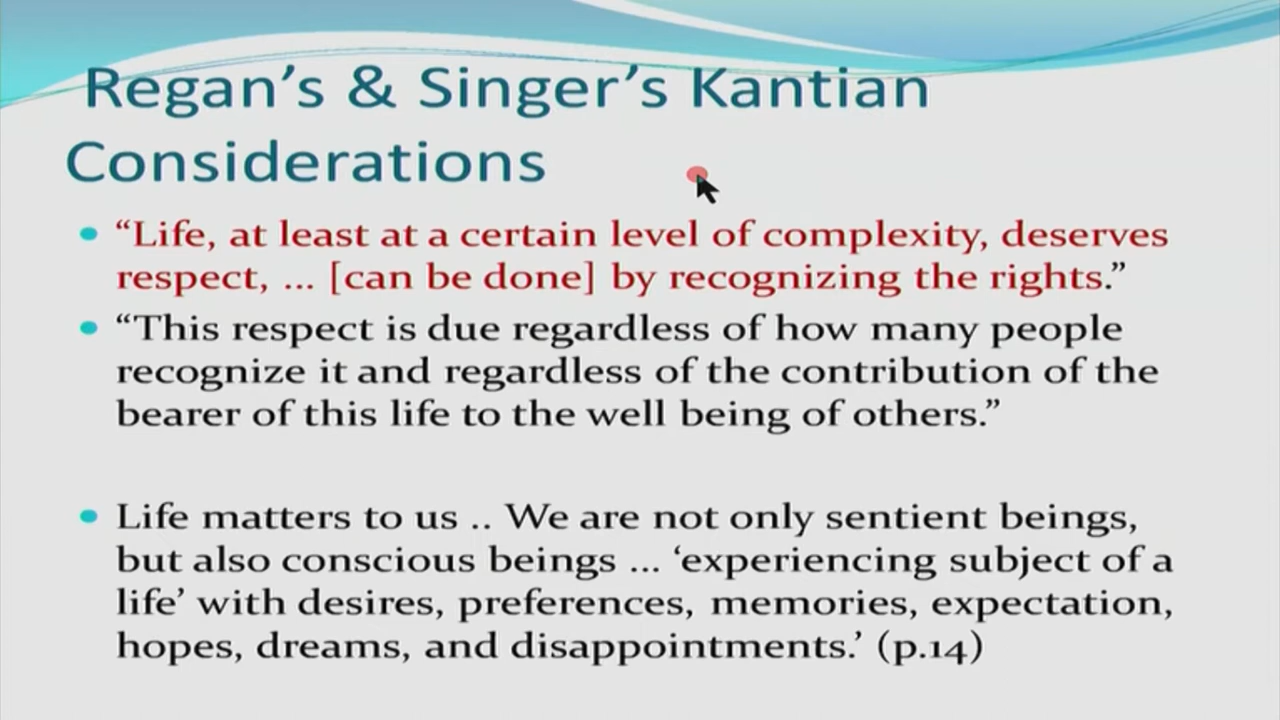 Regan’s & Singer’s Kantian
Considerations
• “Life, at least at a certain level of complexity, deserves
respect, ... [can be done] by recognizing the rights.”
• “This respect is due regardless of how many people
recognize it and regardless of the contribution of the
bearer of this life to the well being of others.”
• Life matters to us .. We are not only sentient beings,
but also conscious beings ... ‘experiencing subject of a
life’ with desires, preferences, memories, expectation,
hopes, dreams, and disappointments.’ (p.14)